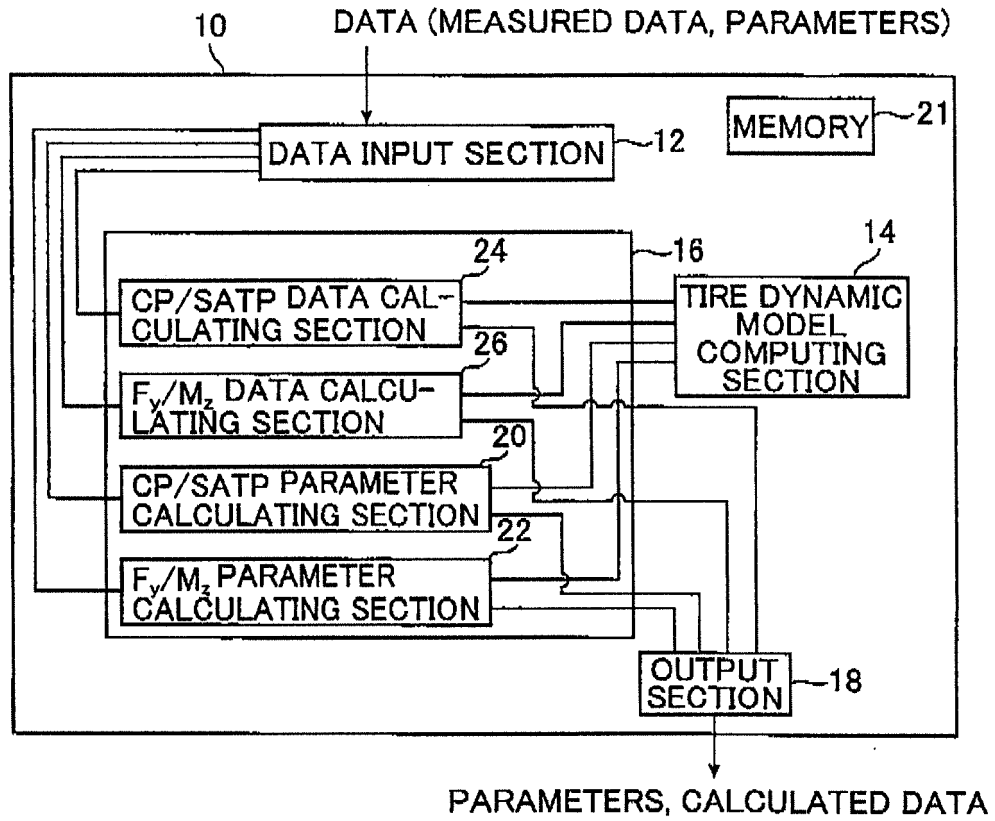 DATA (MEASURED DATA, PARAMETERS)
10
MEMORY
21
DATA INPUT SECTION
12
16
14
24
CP/SATP DATA CAL-
CULATING SECTION
TIRE DYNAMIC
MODEL
COMPUTING
SECTION
26
Fy/Mz DATA CALCU-
LATING SECTION
20
CP/SATP PARAMETER
CALCULATING SECTION
22
Fy/Mz PARAMETER
CALCULATING SECTION
OUTPUT
SECTION
18
PARAMETERS, CALCULATED DATA